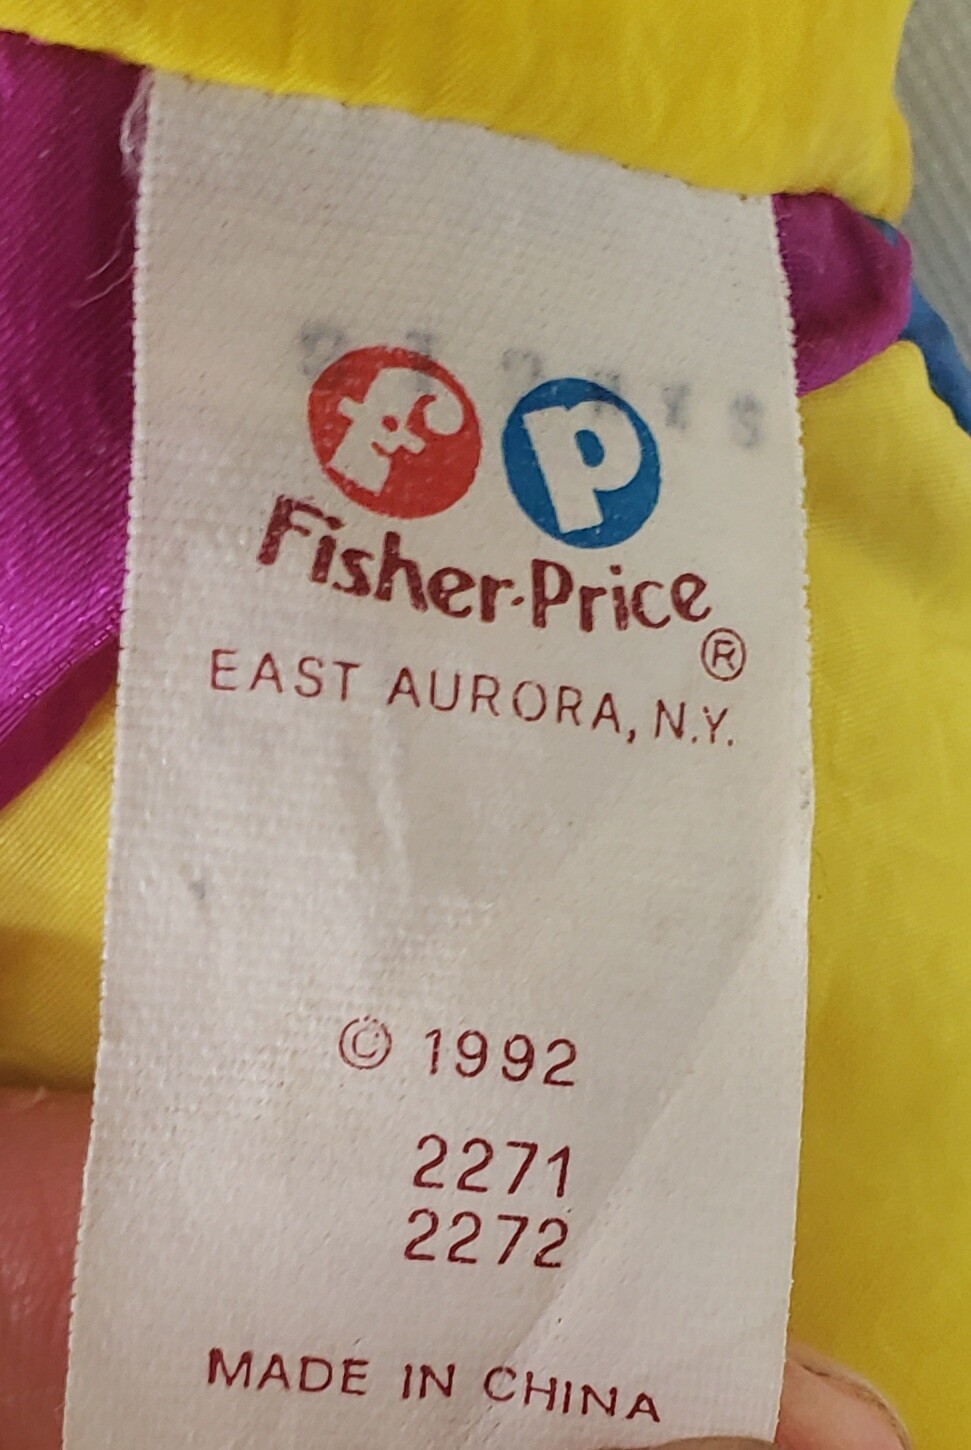 fp
Fisher-Price®
EAST AURORA, N.Y.
© 1992
2271
2272
MADE IN CHINA